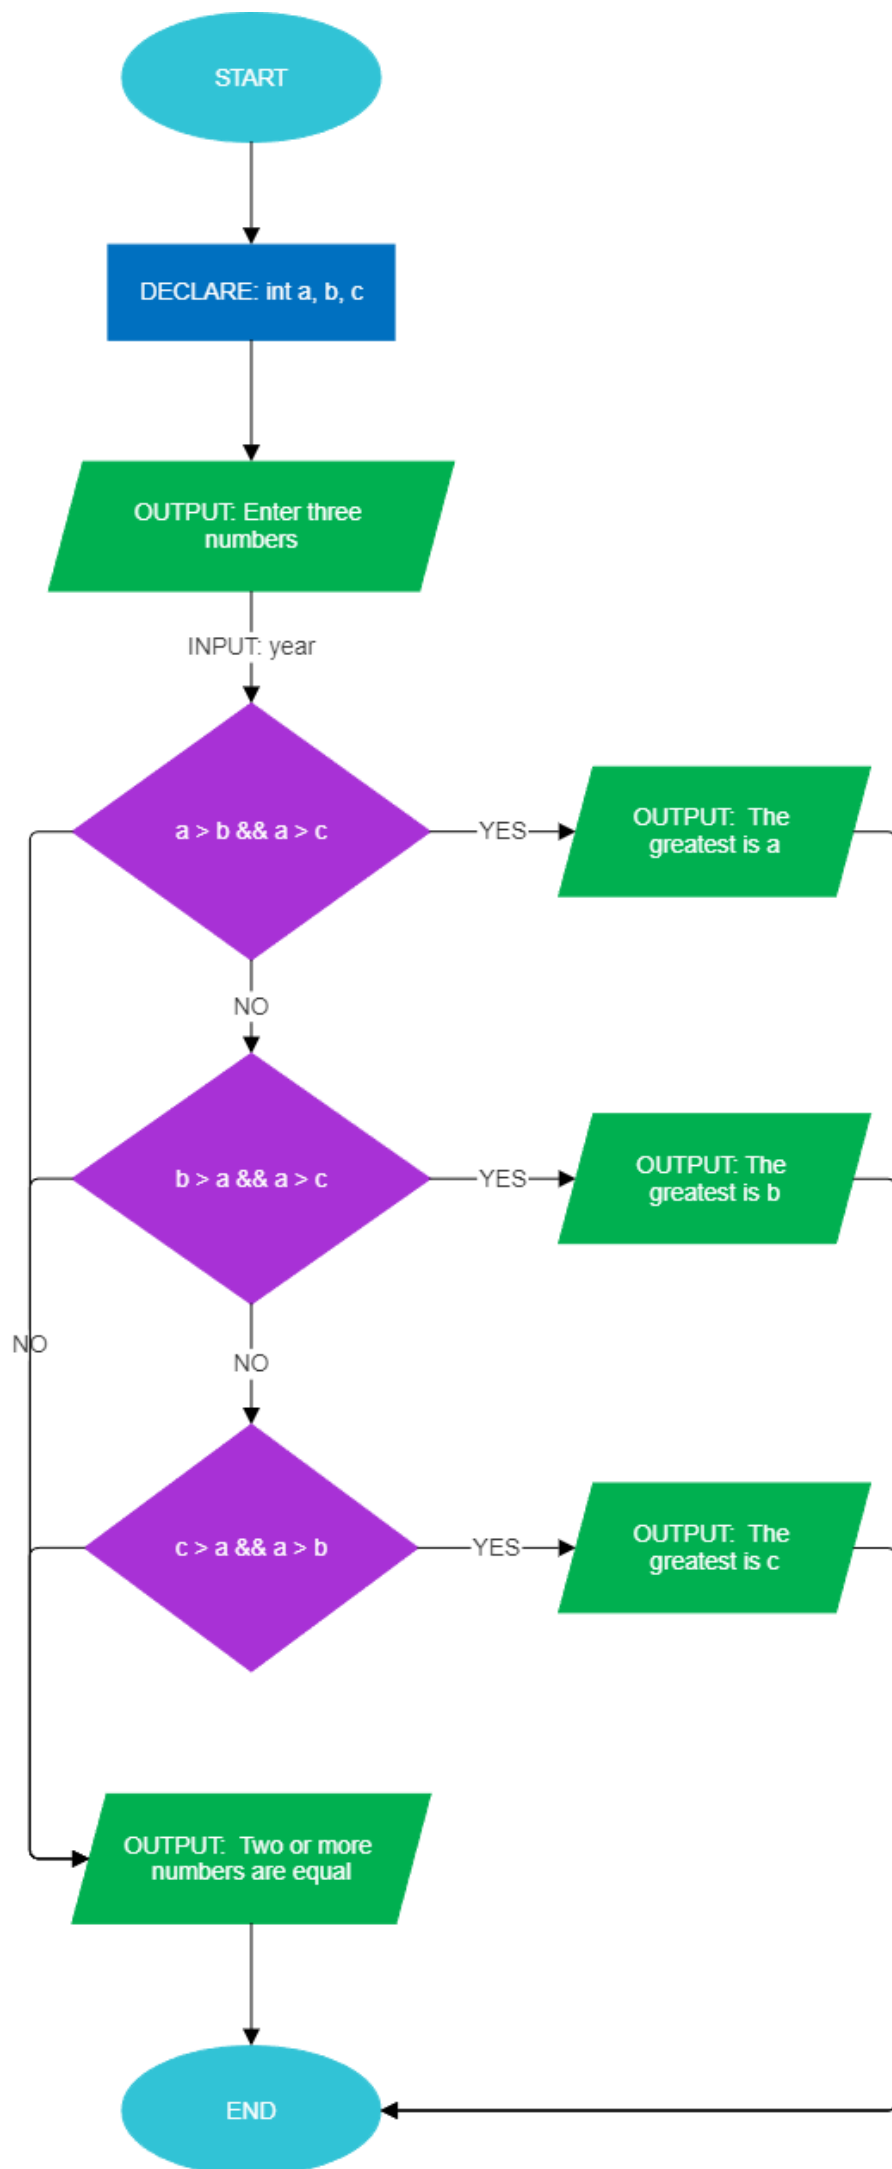 START
DECLARE: int a, b, c
OUTPUT: Enter three
numbers
INPUT: year
a > b && a > c
YES
OUTPUT:  The
greatest is a
NO
b > a && a > c
YES
OUTPUT: The
greatest is b
NO
NO
c > a && a > b
YES
OUTPUT:  The
greatest is c
OUTPUT:  Two or more
numbers are equal
END